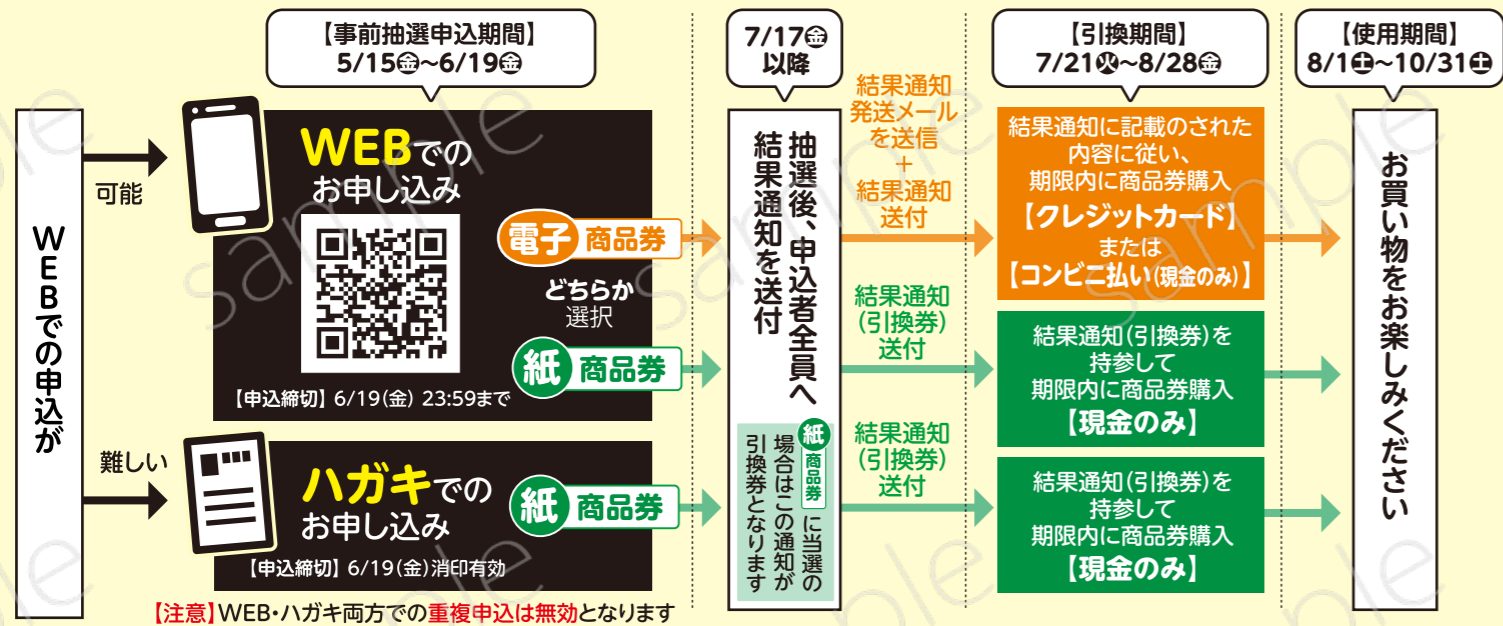 【事前抽選申込期間】
5/15㊎~6/19㊎
7/17㊎
以降
【引換期間】
7/21㊋~8/28㊎
【使用期間】
8/1㊏~10/31㊏
WEBでの申込が
可能
難しい
WEBでの
お申し込み
電子 商品券
どちらか
選択
紙 商品券
【申込締切】6/19(金) 23:59まで
ハガキでの
お申し込み
紙 商品券
【申込締切】6/19(金)消印有効
【注意】WEB・ハガキ両方での重複申込は無効となります
抽選後、申込者全員へ
結果通知を送付
紙商品券に当選の
場合はこの通知が
引換券となります
結果通知
発送メール
を送信
+
結果通知
送付
結果通知
(引換券)
送付
結果通知
(引換券)
送付
結果通知に記載のされた
内容に従い、
期限内に商品券購入
【クレジットカード】
または
【コンビニ払い(現金のみ)】
結果通知(引換券)を
持参して
期限内に商品券購入
【現金のみ】
結果通知(引換券)を
持参して
期限内に商品券購入
【現金のみ】
お買い物をお楽しみください
sample
sample
sample